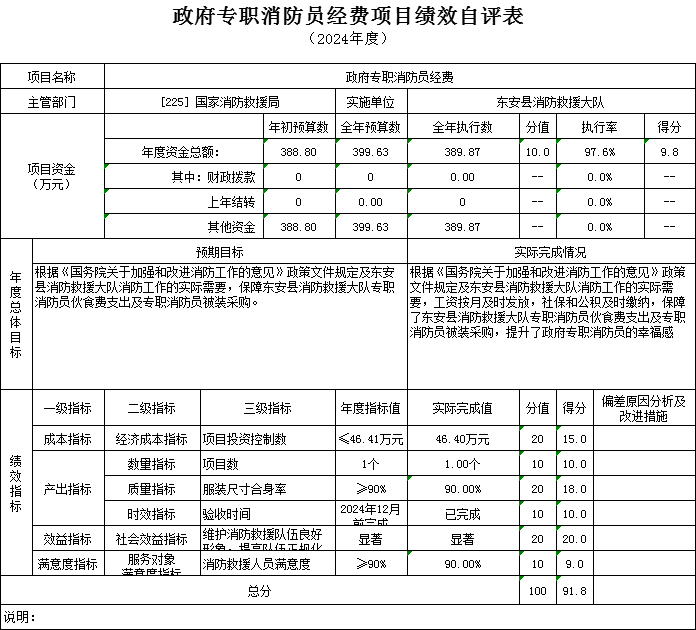 政府专职消防员经费项目绩效自评表
（2024年度）
项目名称 政府专职消防员经费
主管部门 [225] 国家消防救援局 实施单位 东安县消防救援大队
项目资金
（万元）
年初预算数 全年预算数 全年执行数 分值 执行率 得分
年度资金总额： 388.80 399.63 389.87 10.0 97.6% 9.8
其中：财政拨款 0 0 0.00 -- 0.0% --
上年结转 0 0.00 0 -- 0.0% --
其他资金 388.80 399.63 389.87 -- 0.0% --
年度总体目标
预期目标 实际完成情况
根据《国务院关于加强和改进消防工作的意见》政策文件规定及东安
县消防救援大队消防工作的实际需要，保障东安县消防救援大队专职
消防员伙食费支出及专职消防员被装采购。
根据《国务院关于加强和改进消防工作的意见》政策
文件规定及东安县消防救援大队消防工作的实际需
要，工资按月及时发放，社保和公积及时缴纳，保障
了东安县消防救援大队专职消防员伙食费支出及专职
消防员被装采购，提升了政府专职消防员的幸福感
绩效指标
一级指标 二级指标 三级指标 年度指标值 实际完成值 分值 得分 偏差原因分析及
改进措施
成本指标 经济成本指标 项目投资控制数 ≤46.41万元 46.40万元 20 15.0
产出指标 数量指标 项目数 1个 1.00个 10 10.0
质量指标 服装尺寸合身率 ≥90% 90.00% 20 18.0
时效指标 验收时间 2024年12月
前完成 已完成 10 10.0
效益指标 社会效益指标 维护消防救援队伍良好
形象，提高队伍正规化 显著 显著 20 20.0
满意度指标 服务对象
满意度指标 消防救援人员满意度 ≥90% 90.00% 10 9.0
总分 100 91.8
说明：